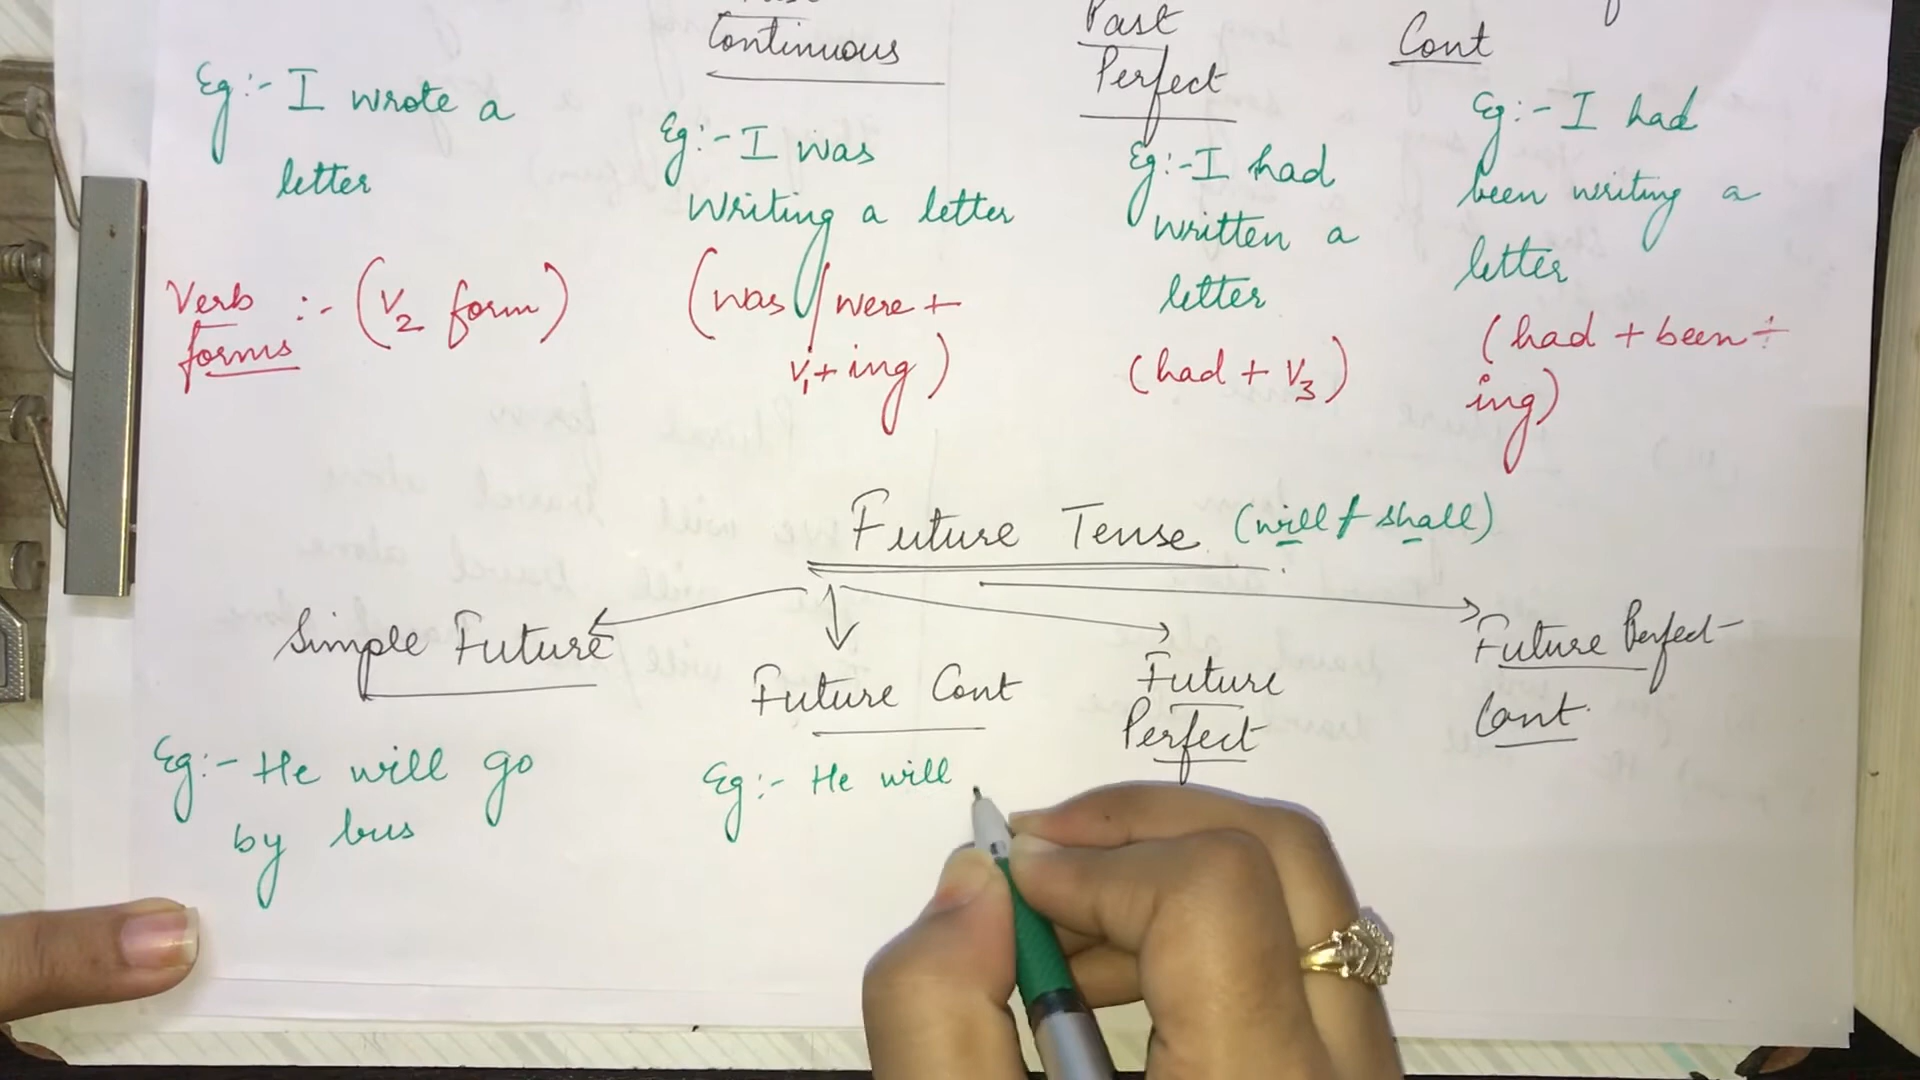 Continuous
Past
Perfect
Cont
Eg:- I wrote a
letter
Eg:- I was
writing a letter
Eg:- I had
written a
letter
Eg:- I had
been writing a
letter
Verb
forms :- (V2 form)
(was/were +
V1+ ing)
(had + V3)
(had + been +
ing)
Future Tense (will / shall)
Simple Future
Future Cont
Future
Perfect
Future Perfect-
Cont.
Eg:- He will go
by bus
Eg:- He will